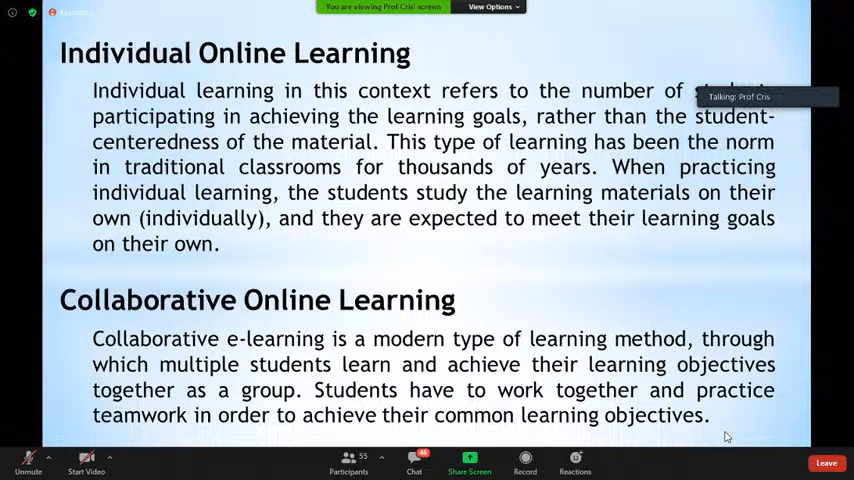 Recording
You are viewing Prof Cris' screen
View Options
Individual Online Learning
Individual learning in this context refers to the number of
Talking: Prof Cris
participating in achieving the learning goals, rather than the student-
centeredness of the material. This type of learning has been the norm
in traditional classrooms for thousands of years. When practicing
individual learning, the students study the learning materials on their
own (individually), and they are expected to meet their learning goals
on their own.
Collaborative Online Learning
Collaborative e-learning is a modern type of learning method, through
which multiple students learn and achieve their learning objectives
together as a group. Students have to work together and practice
teamwork in order to achieve their common learning objectives.
55
46
Unmute
Start Video
Participants
Chat
Share Screen
Record
Reactions
Leave